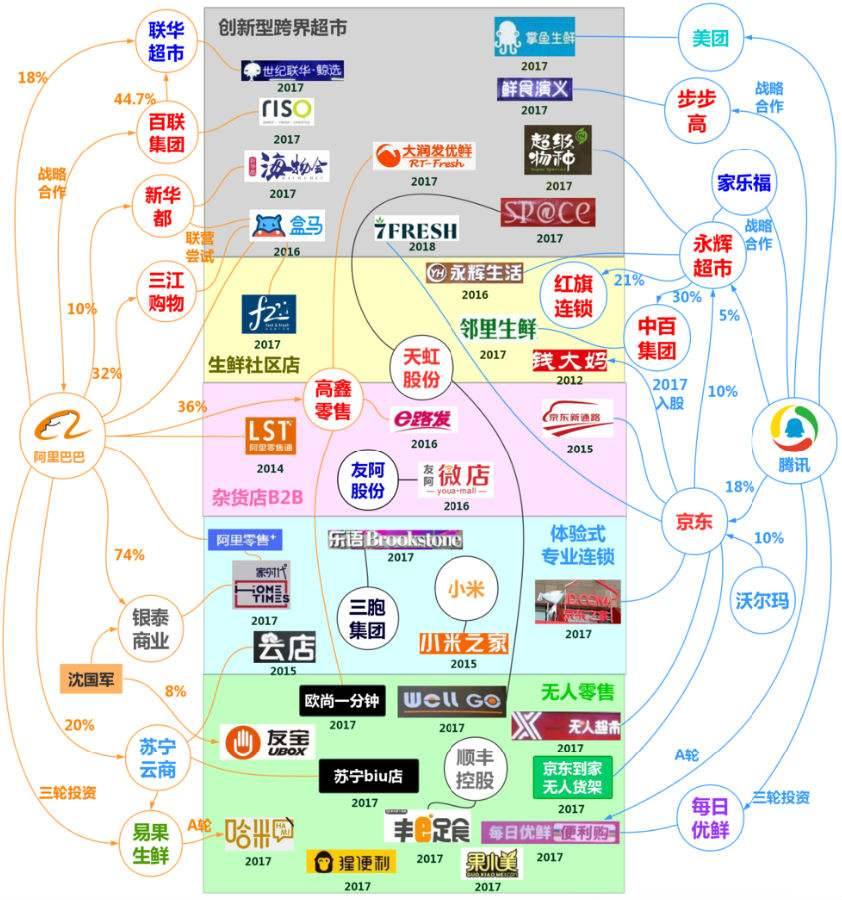 创新型跨界超市
联华
超市
18%
世纪联华·鲸选
2017
掌鱼生鲜
2017
美团
44.7%
百联
集团
RISO
2017
鲜食演义
2017
步步
高
战略
合作
战略
合作
新华
都
海物会
2017
大润发优鲜
RT-Fresh
2017
超级
物种
2017
家乐福
联营
尝试
盒马
2016
7FRESH
2018
SP@CE
2017
战略
合作
永辉
超市
三江
购物
10%
YH 永辉生活
2016
红旗
连锁
21%
30%
5%
32%
f2
fast & fresh
2017
生鲜社区店
邻里生鲜
2017
中百
集团
天虹
股份
钱大妈
2012
2017
入股
10%
36%
高鑫
零售
e路发
2016
京东新通路
2015
阿里巴巴
LST
阿里零售通
2014
腾讯
杂货店B2B
友阿
股份
友阿
微店
youa-mall
2016
18%
京东
74%
阿里零售+
乐语Brookstone
2017
体验式
专业连锁
10%
家时代
HOME
TIMES
2017
三胞
集团
小米
沃尔玛
2017
银泰
商业
云店
2015
小米之家
2015
沈国军
8%
20%
无人零售
欧尚一分钟
2017
Well GO
2017
无人超市
2017
苏宁
云商
友宝
UBOX
苏宁biu店
2017
顺丰
控股
京东到家
无人货架
2017
A轮
三轮投资
三轮投资
易果
生鲜
A轮
哈米
HAMI
2017
丰e足食
2017
每日优鲜·便利购
2017
每日
优鲜
猩便利
2017
果小美
GUO XIAO MEI
2017